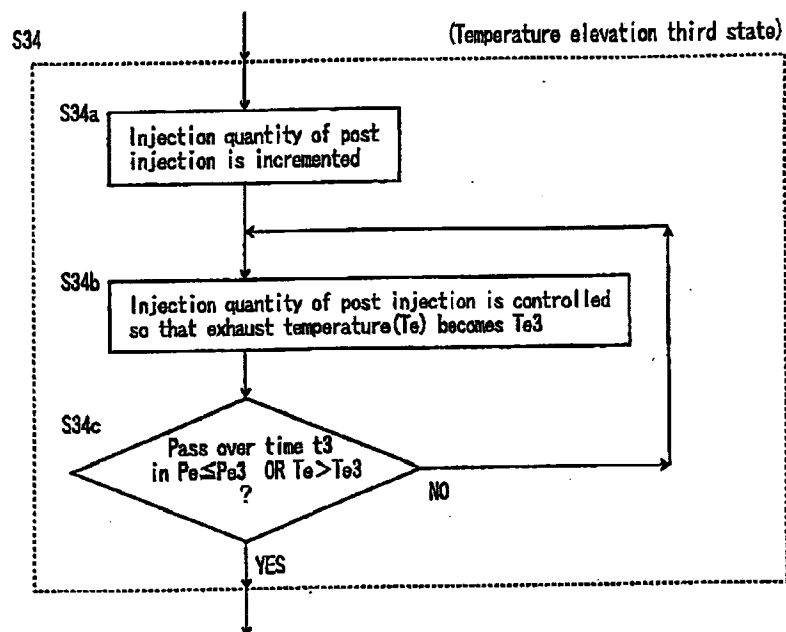 S34
(Temperature elevation third state)
S34a
Injection quantity of post
injection is incremented
S34b
Injection quantity of post injection is controlled
so that exhaust temperature(Te) becomes Te3
S34c
Pass over time t3
in Pe≦Pe3 OR Te>Te3
?
NO
YES